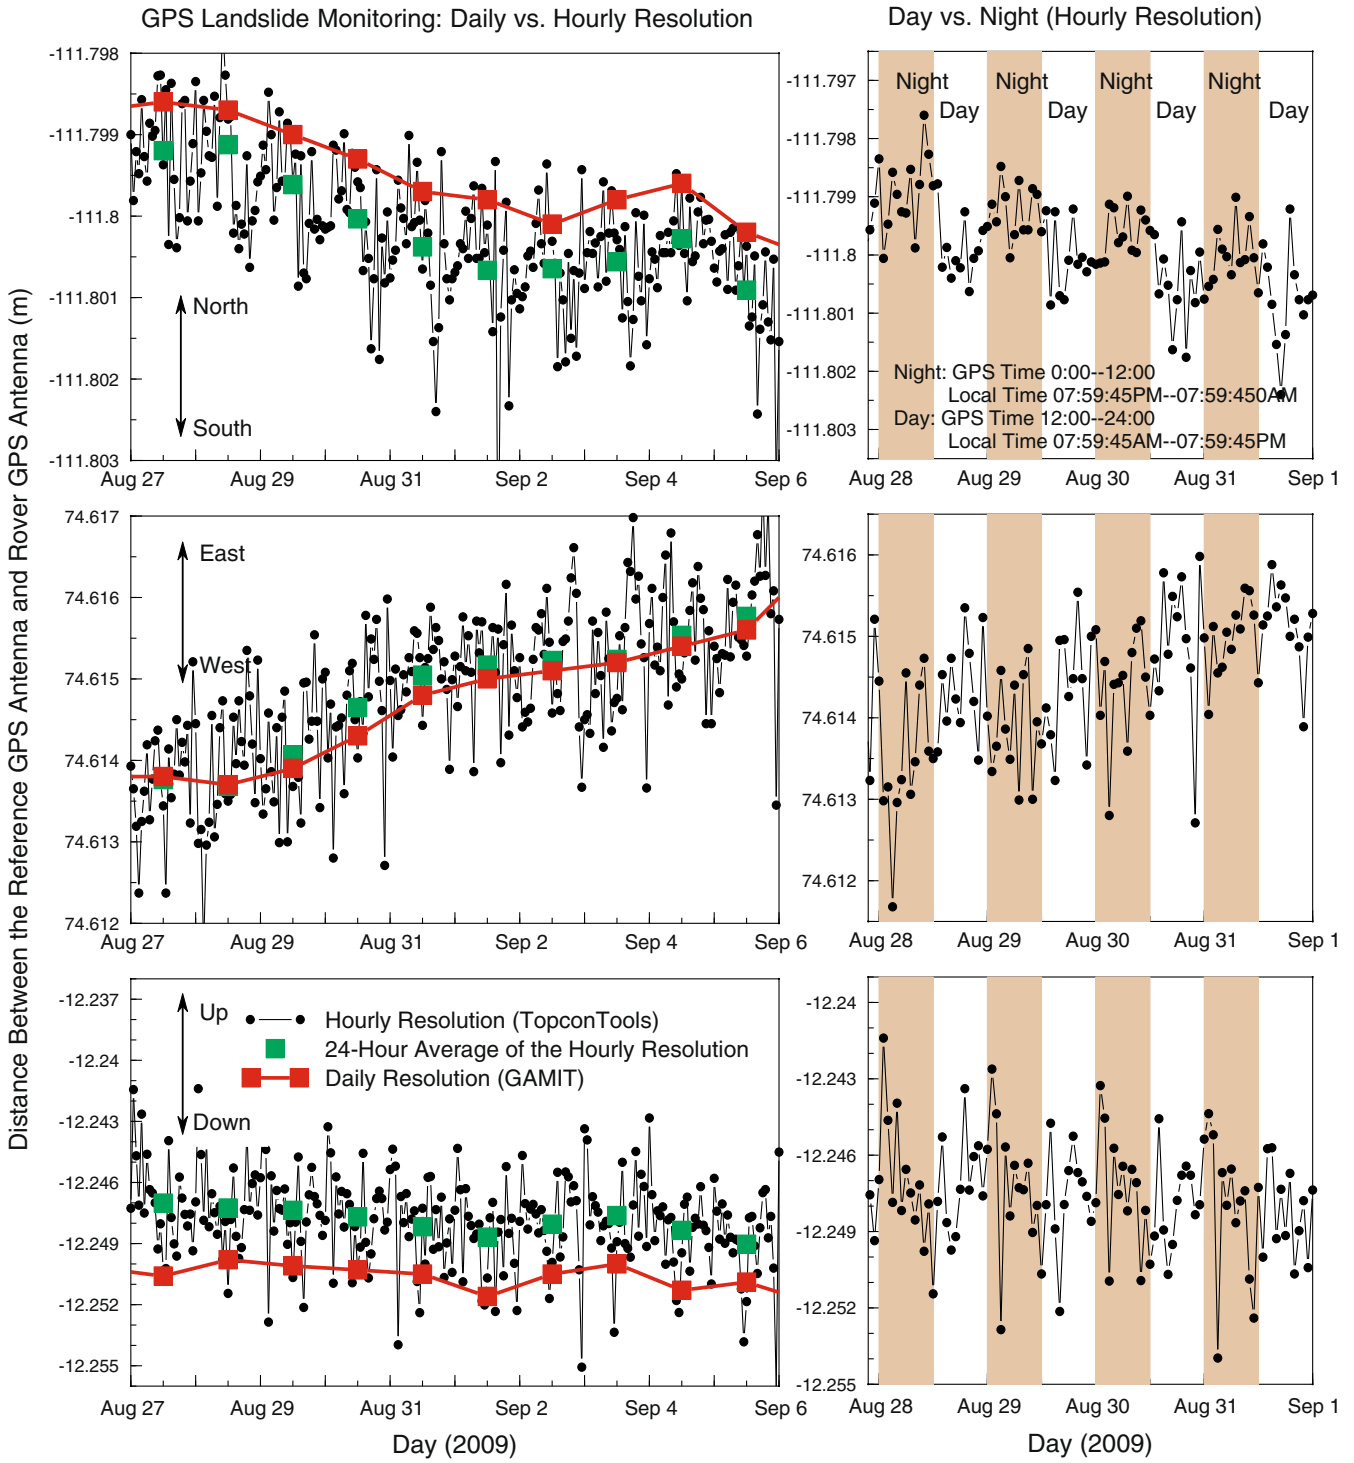 GPS Landslide Monitoring: Daily vs. Hourly Resolution
Day vs. Night (Hourly Resolution)
Distance Between the Reference GPS Antenna and Rover GPS Antenna (m)
-111.798
-111.799
-111.8
-111.801
-111.802
-111.803
North
South
Aug 27
Aug 29
Aug 31
Sep 2
Sep 4
Sep 6
-111.797
-111.798
-111.799
-111.8
-111.801
-111.802
-111.803
Night
Night
Night
Night
Day
Day
Day
Day
Night: GPS Time 0:00--12:00
Local Time 07:59:45PM--07:59:450AM
Day: GPS Time 12:00--24:00
Local Time 07:59:45AM--07:59:45PM
Aug 28
Aug 29
Aug 30
Aug 31
Sep 1
74.617
74.616
74.615
74.614
74.613
74.612
East
West
Aug 27
Aug 29
Aug 31
Sep 2
Sep 4
Sep 6
74.616
74.615
74.614
74.613
74.612
Aug 28
Aug 29
Aug 30
Aug 31
Sep 1
-12.237
-12.24
-12.243
-12.246
-12.249
-12.252
-12.255
Up
Down
Hourly Resolution (TopconTools)
24-Hour Average of the Hourly Resolution
Daily Resolution (GAMIT)
Aug 27
Aug 29
Aug 31
Sep 2
Sep 4
Sep 6
Day (2009)
-12.24
-12.243
-12.246
-12.249
-12.252
-12.255
Aug 28
Aug 29
Aug 30
Aug 31
Sep 1
Day (2009)